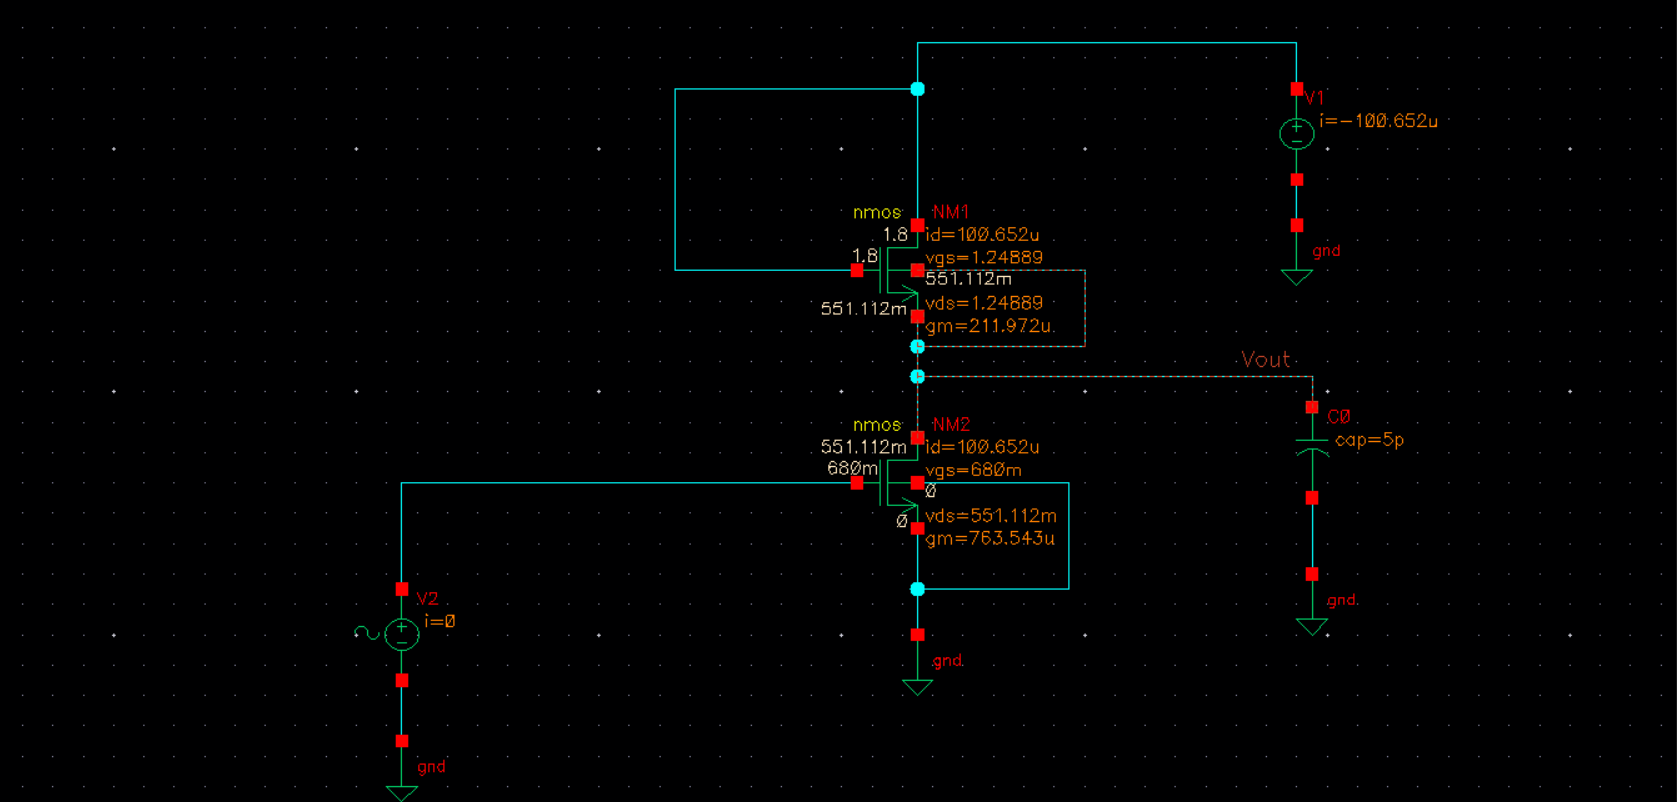 V1
i=-100.652u
gnd
nmos NM1
1.8 id=100.652u
1.8 vgs=1.24889
551.112m
551.112m vds=1.24889
gm=211.972u
Vout
C0
cap=5p
gnd
nmos NM2
551.112m id=100.652u
680m vgs=680m
0
0 vds=551.112m
gm=763.543u
V2
i=0
gnd
gnd